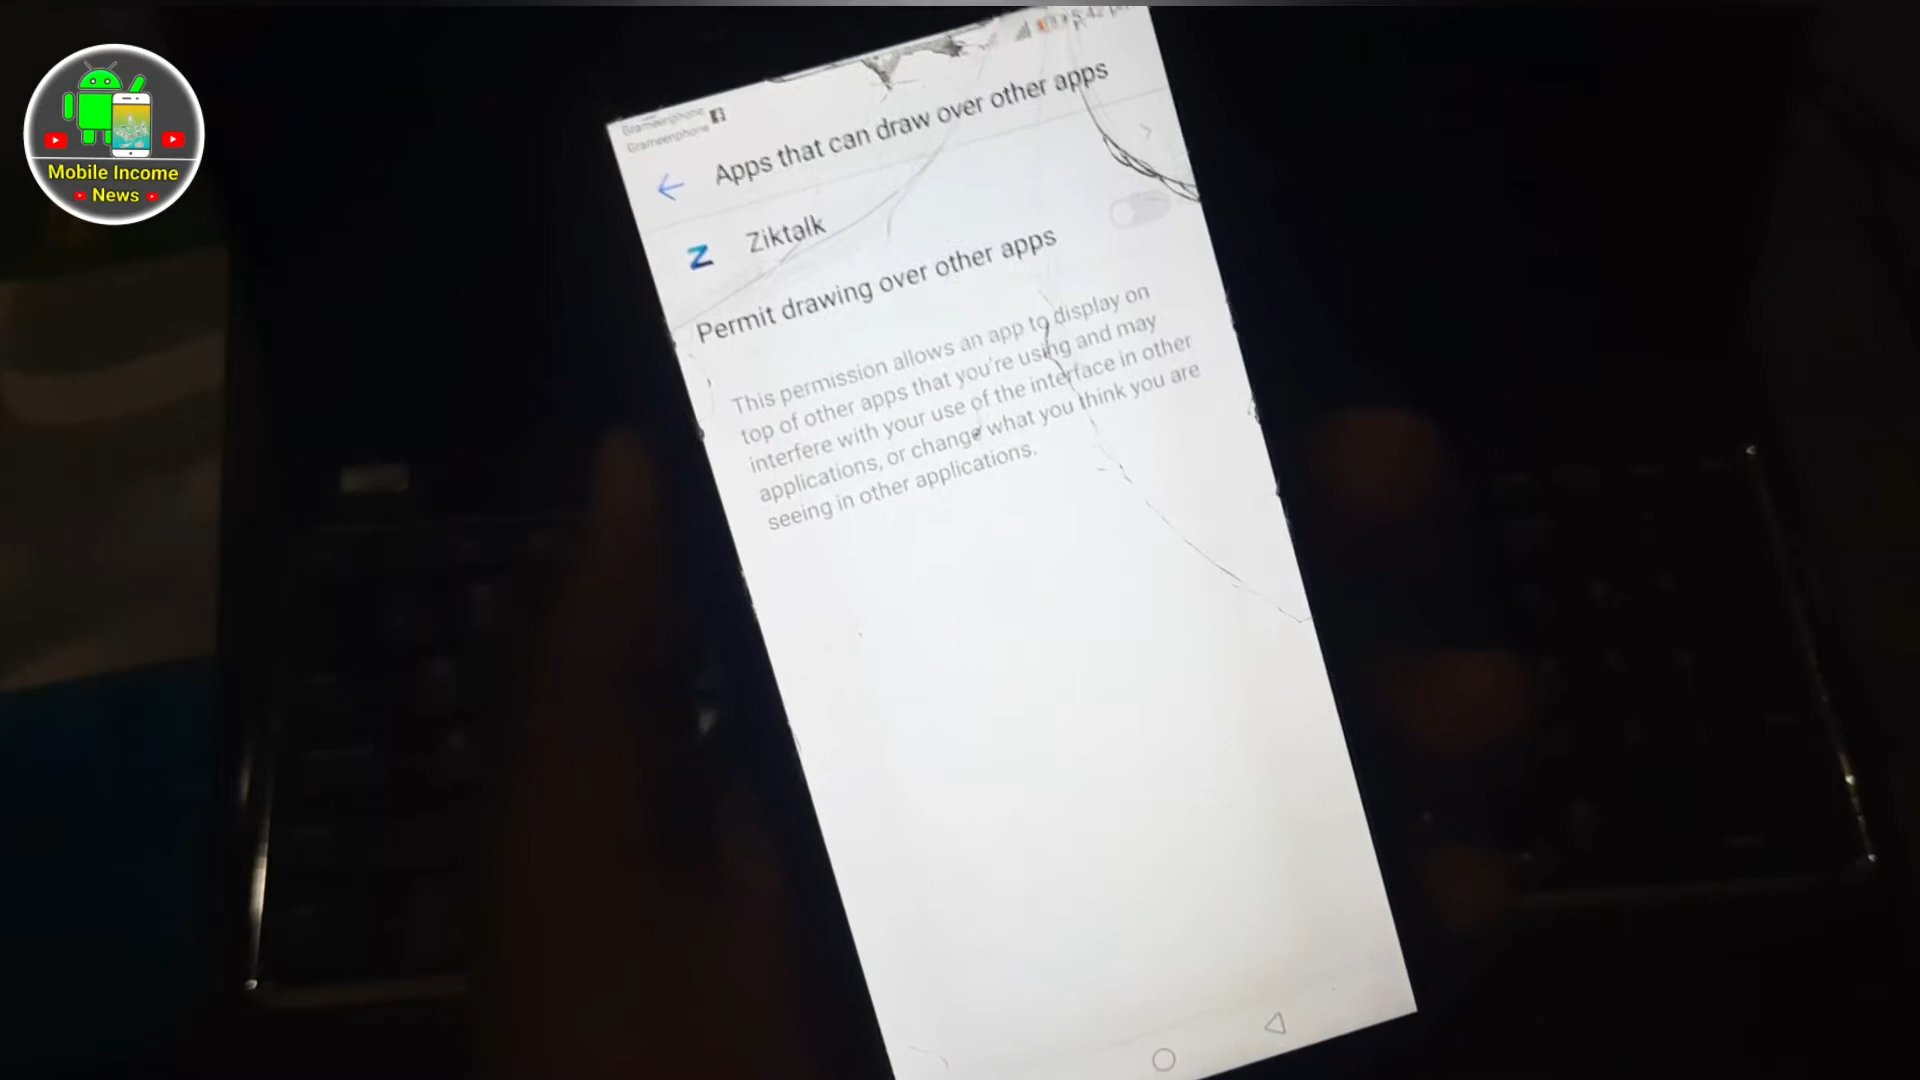 Mobile Income
News
Grameenphone
Grameenphone
5:42 pm
Apps that can draw over other apps
Ziktalk
Permit drawing over other apps
This permission allows an app to display on
top of other apps that you're using and may
interfere with your use of the interface in other
applications, or change what you think you are
seeing in other applications.